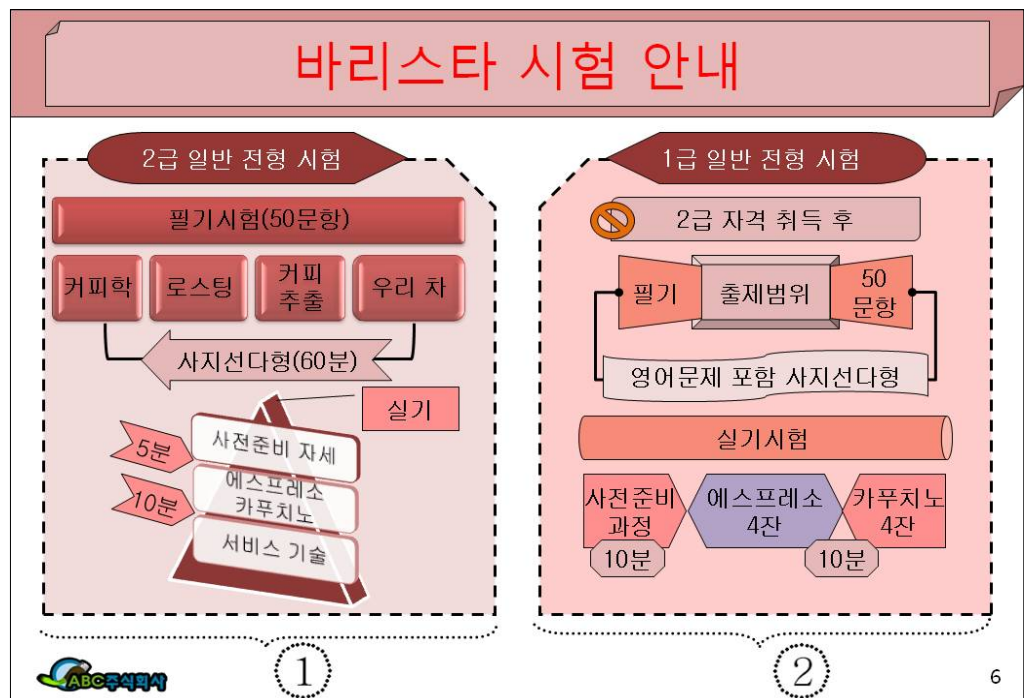 바리스타 시험 안내
2급 일반 전형 시험
필기시험(50문항)
커피학
로스팅
커피
추출
우리 차
사지선다형(60분)
실기
5분
사전준비 자세
10분
에스프레소
카푸치노
서비스 기술
1
1급 일반 전형 시험
2급 자격 취득 후
필기
출제범위
50
문항
영어문제 포함 사지선다형
실기시험
사전준비
과정
에스프레소
4잔
카푸치노
4잔
10분
10분
2
ABC주식회사
6